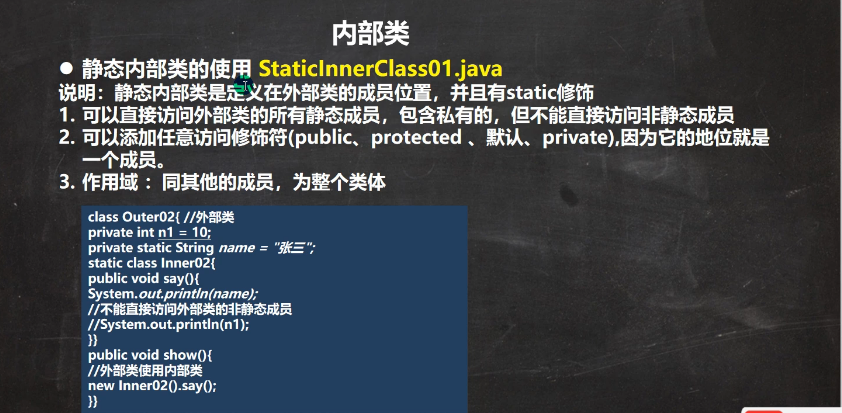 内部类
● 静态内部类的使用 StaticInnerClass01.java
说明：静态内部类是定义在外部类的成员位置，并且有static修饰
1. 可以直接访问外部类的所有静态成员，包含私有的，但不能直接访问非静态成员
2. 可以添加任意访问修饰符(public、protected 、默认、private),因为它的地位就是
一个成员。
3. 作用域 ：同其他的成员，为整个类体
class Outer02{ //外部类
private int n1 = 10;
private static String name = "张三";
static class Inner02{
public void say(){
System.out.println(name);
//不能直接访问外部类的非静态成员
//System.out.println(n1);
}}
public void show(){
//外部类使用内部类
new Inner02().say();
}}